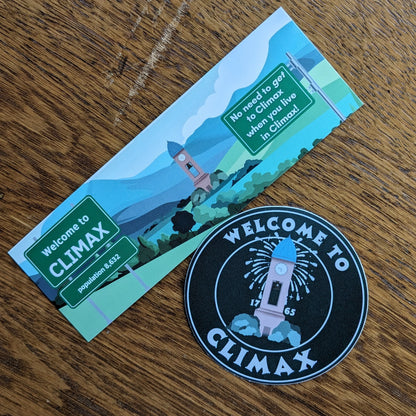 Welcome to
CLIMAX
population 8,632
No need to get
to Climax
when you live
in Climax!
WELCOME TO
17 65
CLIMAX